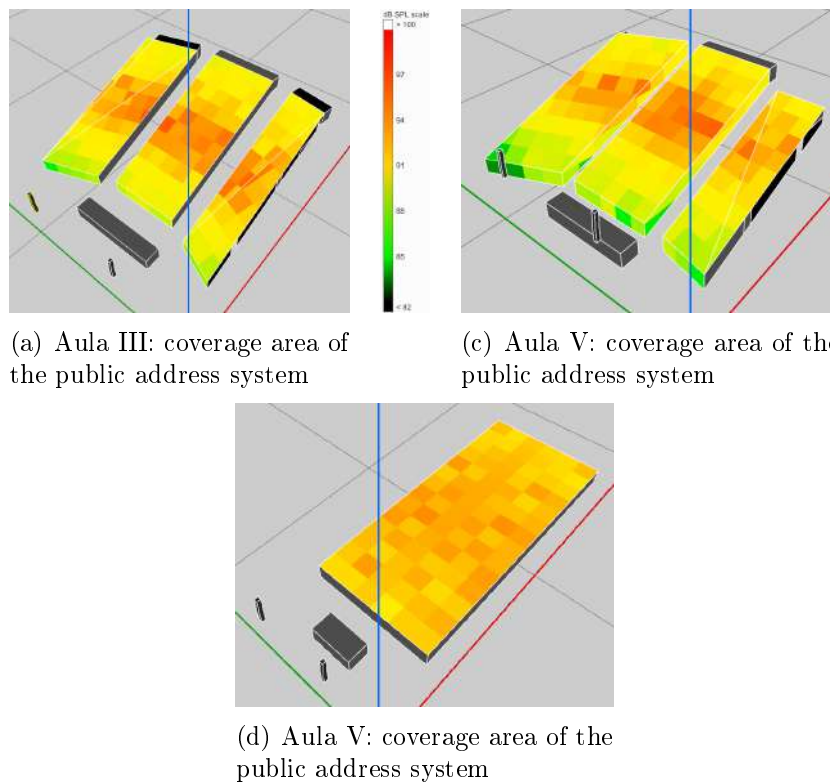 dB SPL scale
> 100
97
94
91
88
85
< 82
(a) Aula III: coverage area of
the public address system
(c) Aula V: coverage area of the
public address system
(d) Aula V: coverage area of the
public address system